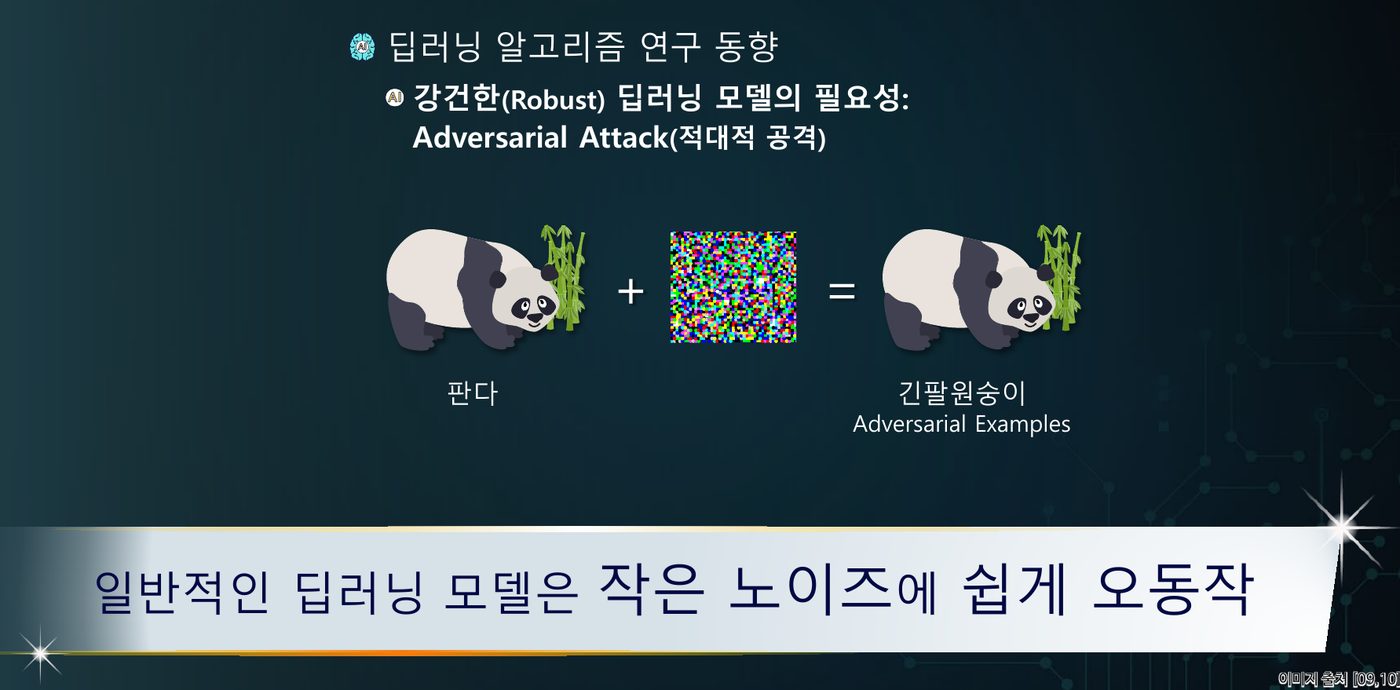 딥러닝 알고리즘 연구 동향
AI 강건한(Robust) 딥러닝 모델의 필요성:
Adversarial Attack(적대적 공격)
+ =
판다
긴팔원숭이
Adversarial Examples
일반적인 딥러닝 모델은 작은 노이즈에 쉽게 오동작
이미지 출처 [09,10]